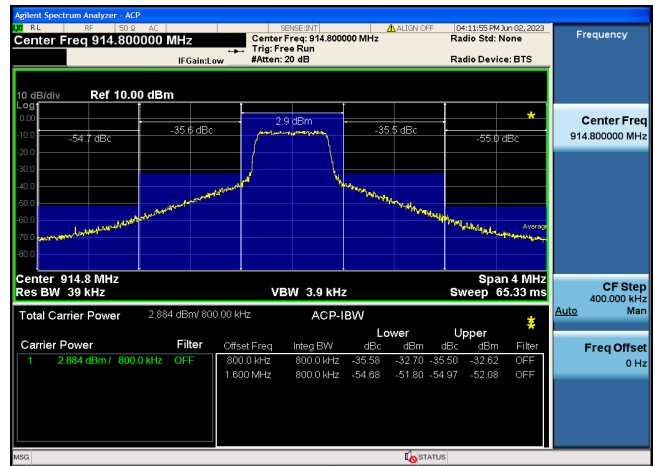 Agilent Spectrum Analyzer - ACP
LXI RL RF 50 Ω AC SENSE:INT ALIGN OFF 04:11:55 PM Jun 02, 2023
Center Freq 914.800000 MHz
Center Freq: 914.800000 MHz
Radio Std: None
Trig: Free Run
IFGain:Low
#Atten: 20 dB
Radio Device: BTS
Frequency
10 dB/div Ref 10.00 dBm
Log
0.00
-10.0
-20.0
-30.0
-40.0
-50.0
-60.0
-70.0
-80.0
-54.7 dBc
-35.6 dBc
2.9 dBm
-35.5 dBc
-55.0 dBc
Average
Center 914.8 MHz
Span 4 MHz
Res BW 39 kHz
VBW 3.9 kHz
Sweep 65.33 ms
Center Freq
914.800000 MHz
CF Step
400.000 kHz
Auto Man
Freq Offset
0 Hz
Total Carrier Power 2.884 dBm/ 800.00 kHz ACP-IBW
Lower Upper
Carrier Power Filter Offset Freq Integ BW dBc dBm dBc dBm Filter
1 2.884 dBm / 800.0 kHz OFF 800.0 kHz 800.0 kHz -35.58 -32.70 -35.50 -32.62 OFF
1.600 MHz 800.0 kHz -54.68 -51.80 -54.97 -52.08 OFF
MSG
STATUS